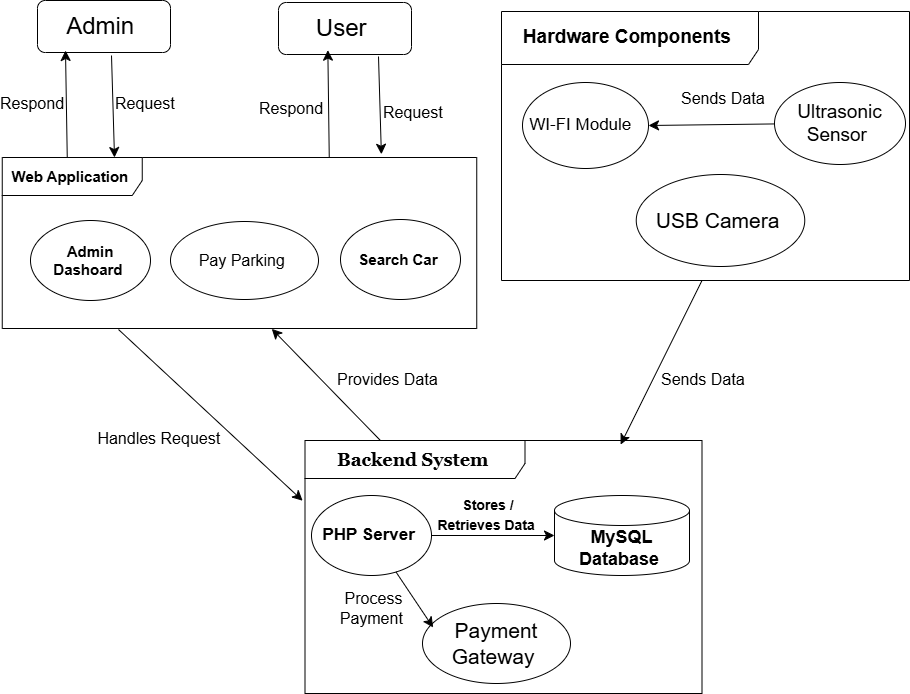 Admin
User
Respond
Request
Respond
Request
Web Application
Admin
Dashoard
Pay Parking
Search Car
Hardware Components
WI-FI Module
Sends Data
Ultrasonic
Sensor
USB Camera
Handles Request
Provides Data
Sends Data
Backend System
PHP Server
Stores /
Retrieves Data
MySQL
Database
Process
Payment
Payment
Gateway